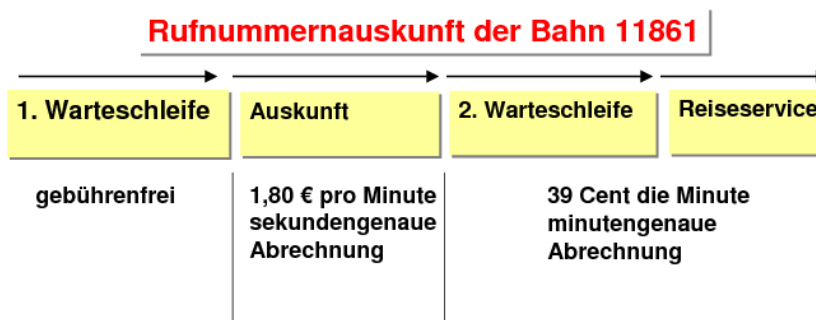 Rufnummernauskunft der Bahn 11861
1. Warteschleife
Auskunft
2. Warteschleife
Reiseservice
gebührenfrei
1,80 € pro Minute
sekundengenaue
Abrechnung
39 Cent die Minute
minutengenaue
Abrechnung